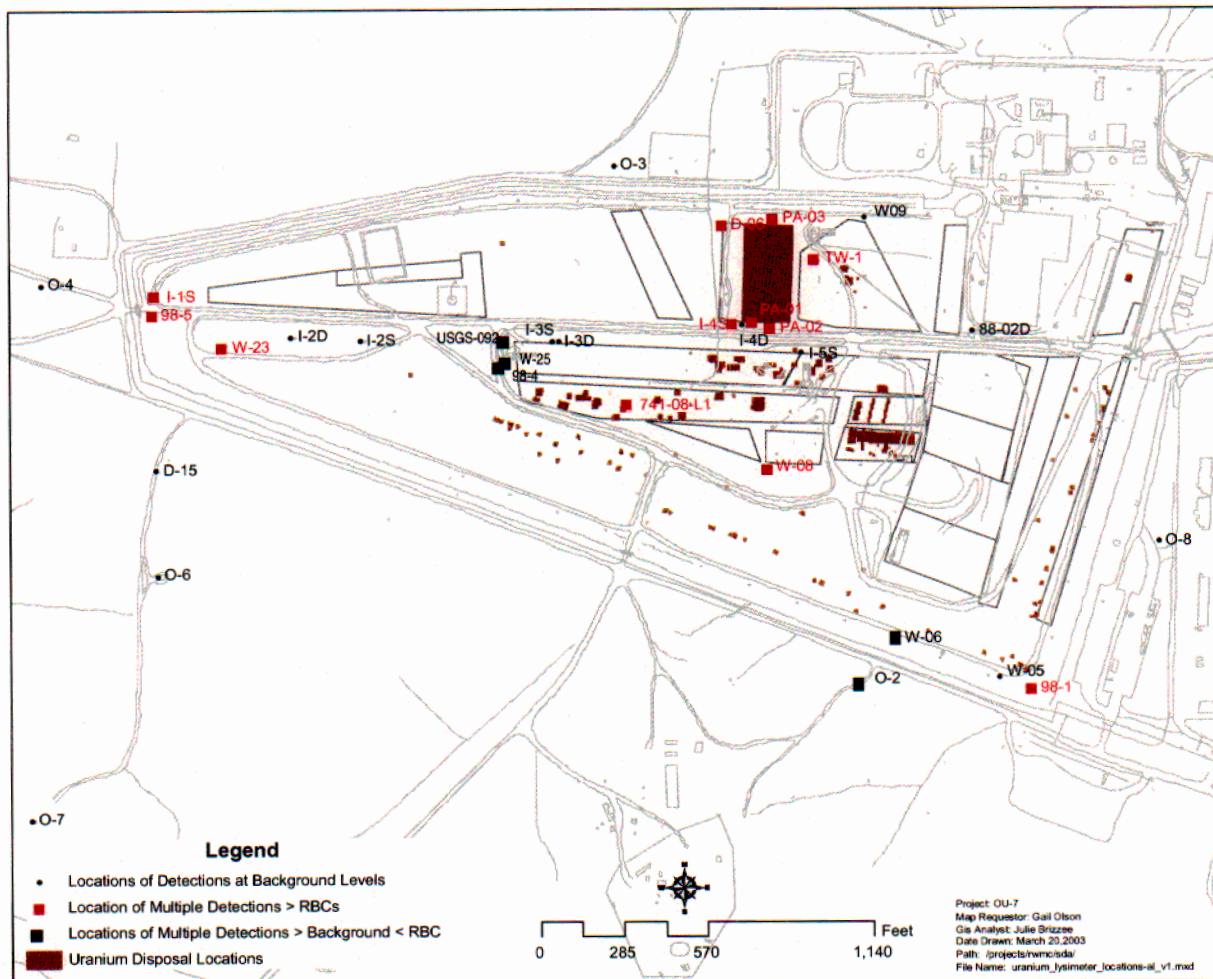 O-3
W09
PA-03
D-06
TW-1
O-4
I-1S
98-5
PA-01
I-4S
PA-02
I-4D
88-02D
I-2D
I-2S
USGS-092
I-3S
I-3D
W-23
I-5S
W-25
98-4
741-08-L1
W-08
D-15
O-8
O-6
W-06
W-05
O-2
98-1
O-7
Legend
Locations of Detections at Background Levels
Location of Multiple Detections > RBCs
Locations of Multiple Detections > Background < RBC
Uranium Disposal Locations
0 285 570 1,140 Feet
Project: OU-7
Map Requestor: Gail Olson
Gis Analyst: Julie Brizzee
Date Drawn: March 20,2003
Path: /projects/rwmc/sda/
File Name: uranium_lysimeter_locations-al_v1.mxd